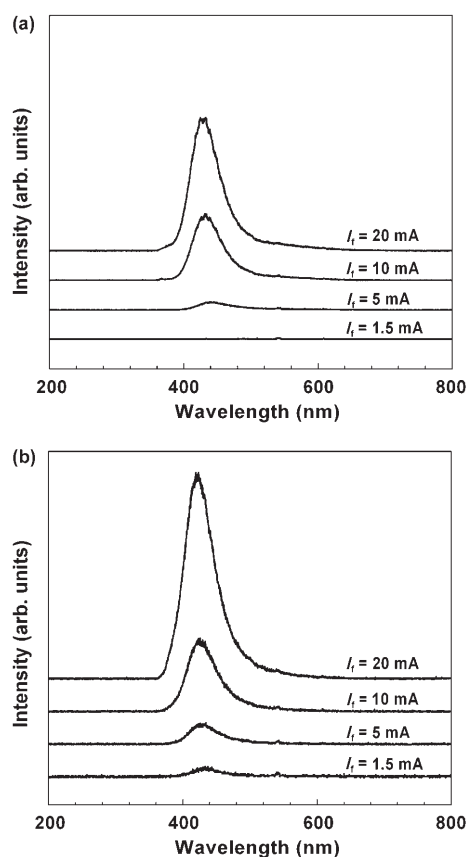 (a)
Intensity (arb. units)
If = 20 mA
If = 10 mA
If = 5 mA
If = 1.5 mA
200 400 600 800
Wavelength (nm)
(b)
Intensity (arb. units)
If = 20 mA
If = 10 mA
If = 5 mA
If = 1.5 mA
200 400 600 800
Wavelength (nm)